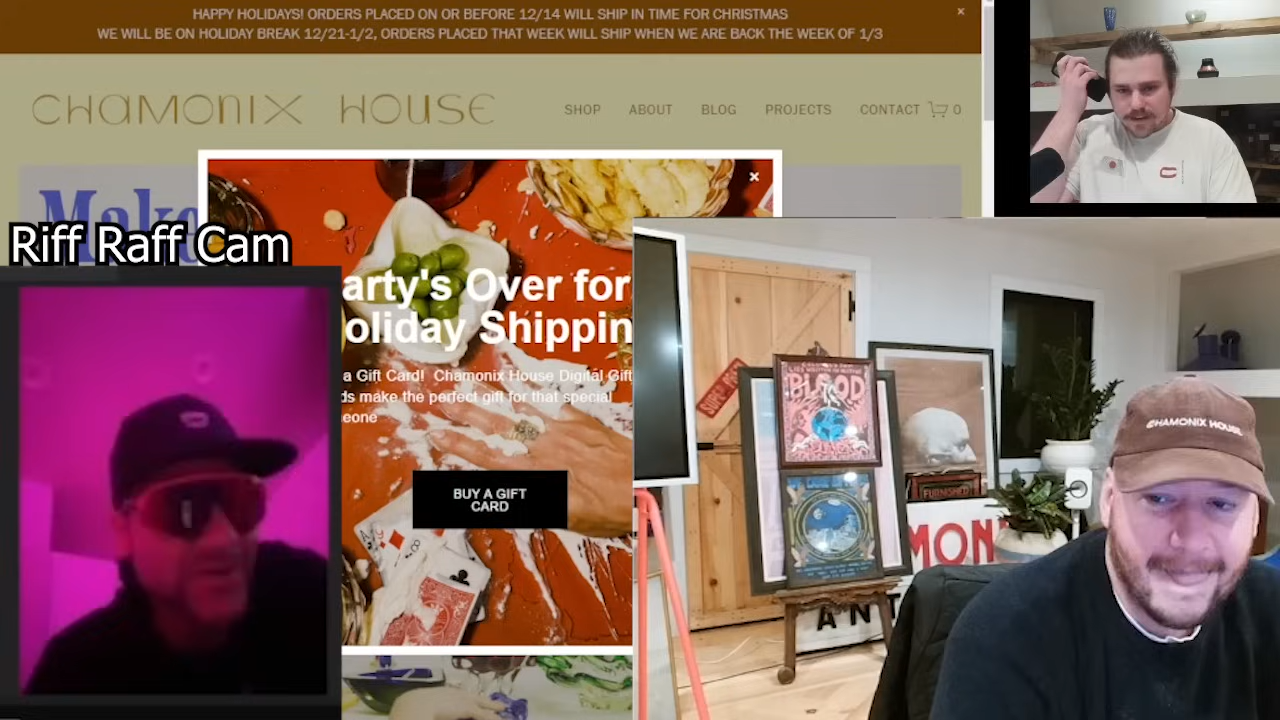 HAPPY HOLIDAYS! ORDERS PLACED ON OR BEFORE 12/14 WILL SHIP IN TIME FOR CHRISTMAS
WE WILL BE ON HOLIDAY BREAK 12/21-1/2, ORDERS PLACED THAT WEEK WILL SHIP WHEN WE ARE BACK THE WEEK OF 1/3
CHAMONIX HOUSE
SHOP ABOUT BLOG PROJECTS CONTACT 0
Make
Riff Raff Cam
arty's Over for
oliday Shippin
a Gift Card! Chamonix House Digital Gift
ds make the perfect gift for that special
eone
BUY A GIFT
CARD
BLOOD
FURNISHED
MON
ANT
CHAMONIX HOUSE